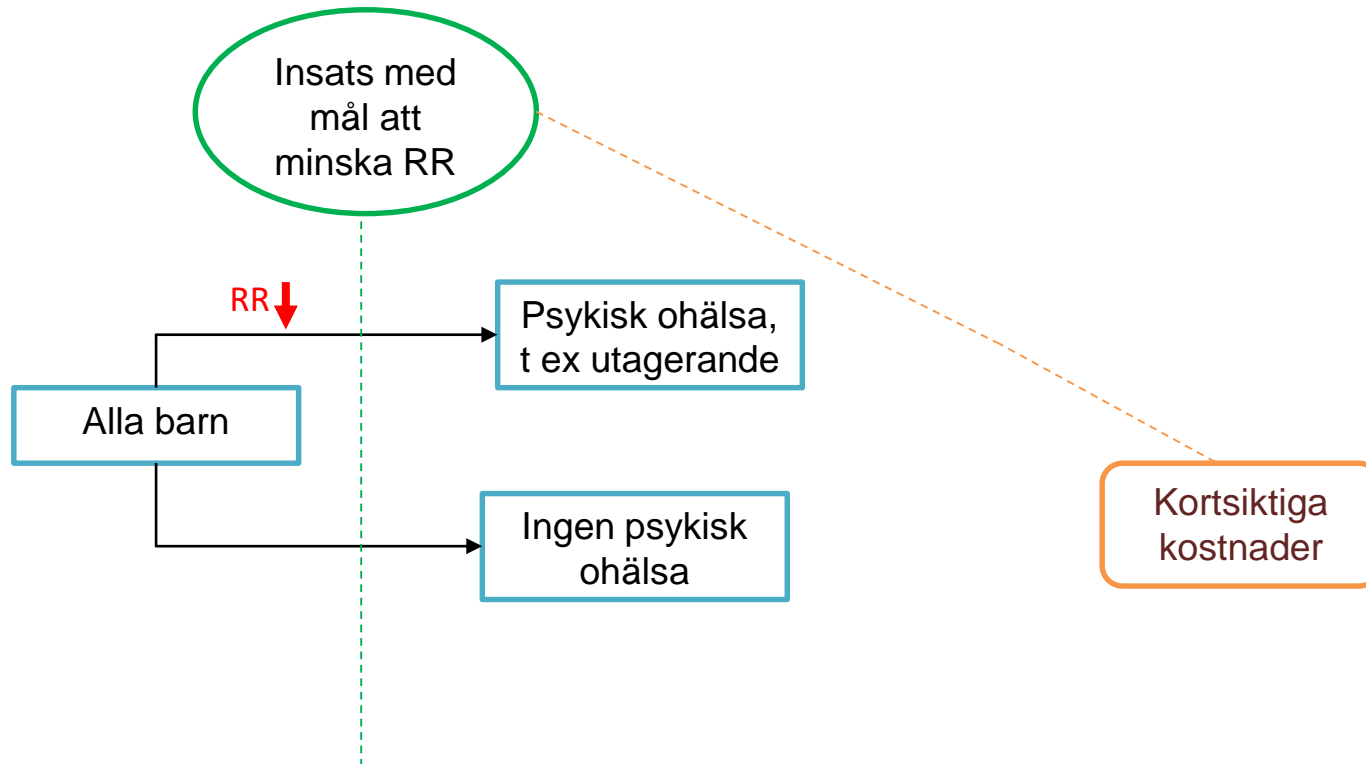 Insats med
mål att
minska RR
RR
Psykisk ohälsa,
t ex utagerande
Alla barn
Ingen psykisk
ohälsa
Kortsiktiga
kostnader